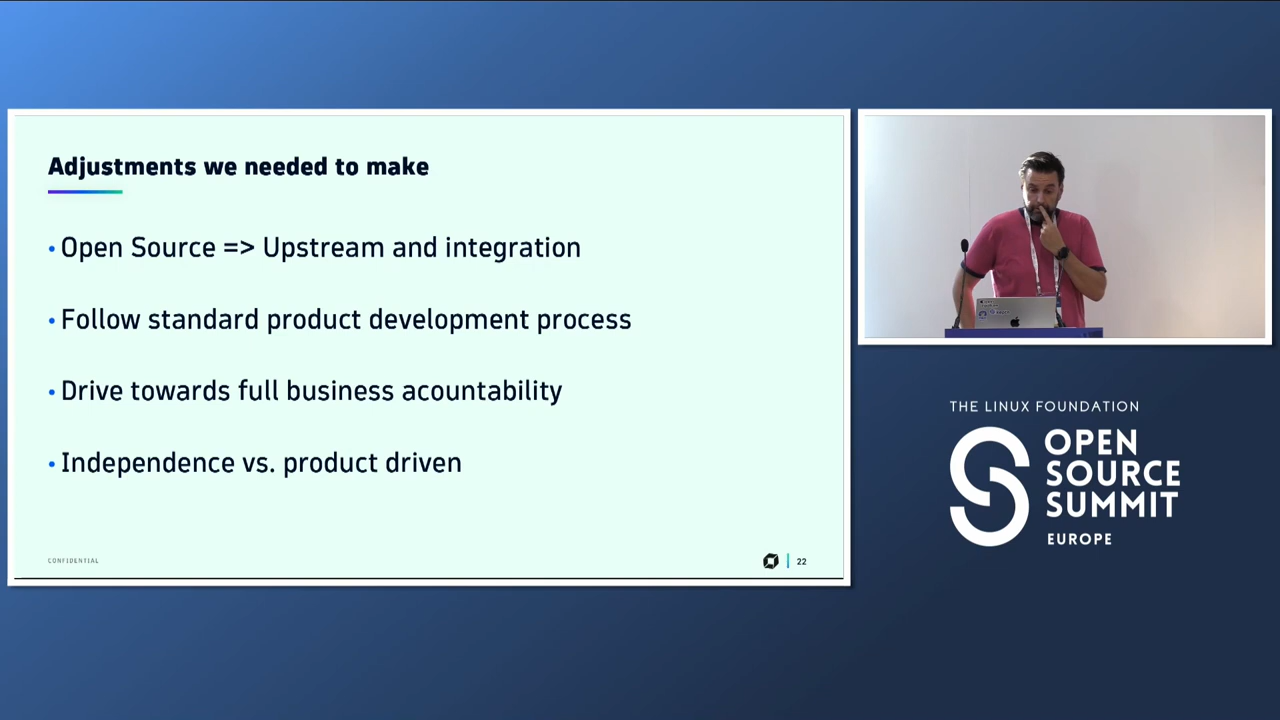 Adjustments we needed to make
• Open Source => Upstream and integration
• Follow standard product development process
• Drive towards full business acountability
• Independence vs. product driven
CONFIDENTIAL
22
THE LINUX FOUNDATION
OPEN
SOURCE
SUMMIT
EUROPE